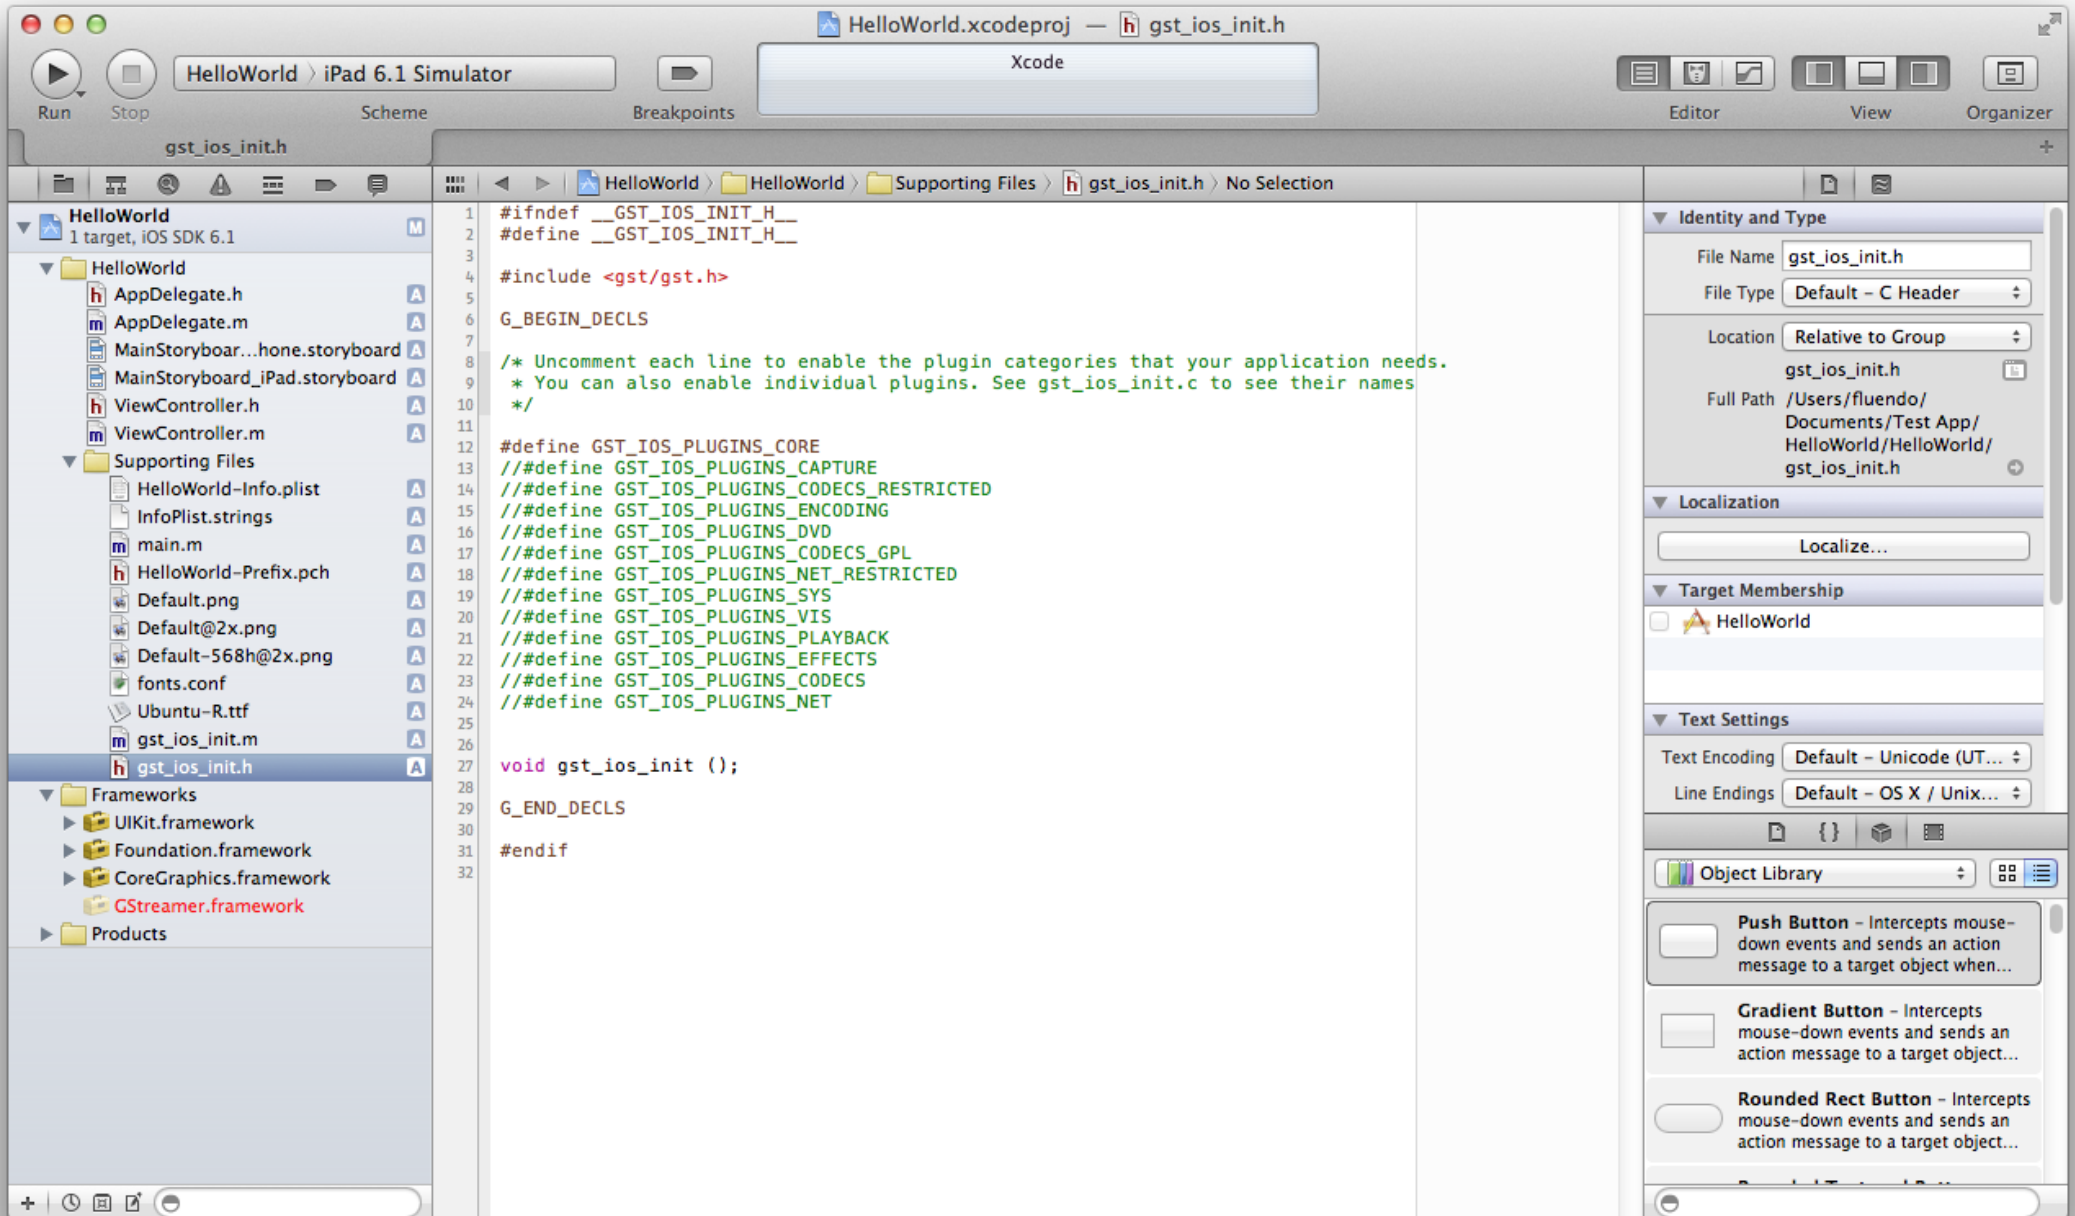 HelloWorld.xcodeproj — h gst_ios_init.h
HelloWorld 〉 iPad 6.1 Simulator
Xcode
Run
Stop
Scheme
Breakpoints
Editor
View
Organizer
gst_ios_init.h
+
HelloWorld 〉 HelloWorld 〉 Supporting Files 〉 h gst_ios_init.h 〉 No Selection
HelloWorld
1 target, iOS SDK 6.1
M
HelloWorld
h AppDelegate.h A
m AppDelegate.m A
MainStoryboar...hone.storyboard A
MainStoryboard_iPad.storyboard A
h ViewController.h A
m ViewController.m A
Supporting Files
HelloWorld-Info.plist A
InfoPlist.strings A
m main.m A
h HelloWorld-Prefix.pch A
Default.png A
Default@2x.png A
Default-568h@2x.png A
fonts.conf A
Ubuntu-R.ttf A
m gst_ios_init.m A
h gst_ios_init.h A
Frameworks
UIKit.framework
Foundation.framework
CoreGraphics.framework
GStreamer.framework
Products
1 #ifndef __GST_IOS_INIT_H__
2 #define __GST_IOS_INIT_H__
3
4 #include <gst/gst.h>
5
6 G_BEGIN_DECLS
7
8 /* Uncomment each line to enable the plugin categories that your application needs.
9  * You can also enable individual plugins. See gst_ios_init.c to see their names
10  */
11
12 #define GST_IOS_PLUGINS_CORE
13 //#define GST_IOS_PLUGINS_CAPTURE
14 //#define GST_IOS_PLUGINS_CODECS_RESTRICTED
15 //#define GST_IOS_PLUGINS_ENCODING
16 //#define GST_IOS_PLUGINS_DVD
17 //#define GST_IOS_PLUGINS_CODECS_GPL
18 //#define GST_IOS_PLUGINS_NET_RESTRICTED
19 //#define GST_IOS_PLUGINS_SYS
20 //#define GST_IOS_PLUGINS_VIS
21 //#define GST_IOS_PLUGINS_PLAYBACK
22 //#define GST_IOS_PLUGINS_EFFECTS
23 //#define GST_IOS_PLUGINS_CODECS
24 //#define GST_IOS_PLUGINS_NET
25
26
27 void gst_ios_init ();
28
29 G_END_DECLS
30
31 #endif
32
Identity and Type
File Name gst_ios_init.h
File Type Default – C Header
Location Relative to Group
gst_ios_init.h
Full Path /Users/fluendo/
Documents/Test App/
HelloWorld/HelloWorld/
gst_ios_init.h
Localization
Localize...
Target Membership
HelloWorld
Text Settings
Text Encoding Default – Unicode (UT...
Line Endings Default – OS X / Unix...
{ }
Object Library
Push Button – Intercepts mouse-
down events and sends an action
message to a target object when...
Gradient Button – Intercepts
mouse-down events and sends an
action message to a target object...
Rounded Rect Button – Intercepts
mouse-down events and sends an
action message to a target object...